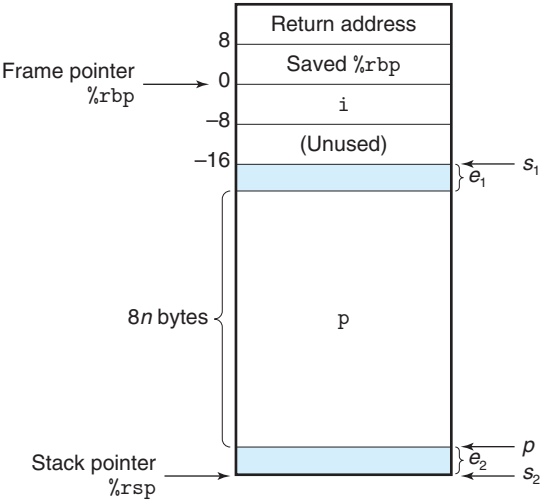 Return address
8
Saved %rbp
Frame pointer
%rbp
0
i
–8
(Unused)
–16
s1
e1
8n bytes
p
p
e2
Stack pointer
%rsp
s2